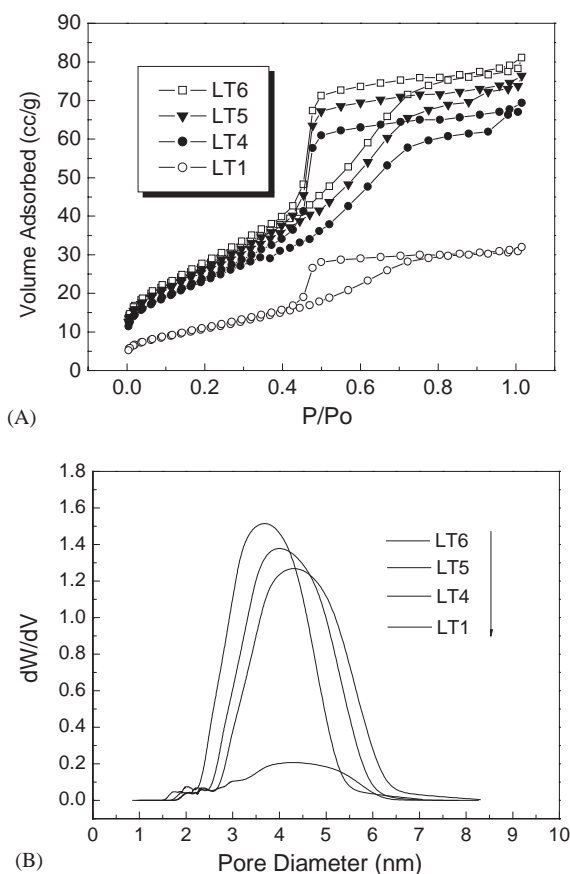 90
80
70
60
50
40
30
20
10
0
Volume Adsorbed (cc/g)
LT6
LT5
LT4
LT1
0.0 0.2 0.4 0.6 0.8 1.0
P/Po
(A)
1.8
1.6
1.4
1.2
1.0
0.8
0.6
0.4
0.2
0.0
dW/dV
LT6
LT5
LT4
LT1
0 1 2 3 4 5 6 7 8 9 10
Pore Diameter (nm)
(B)